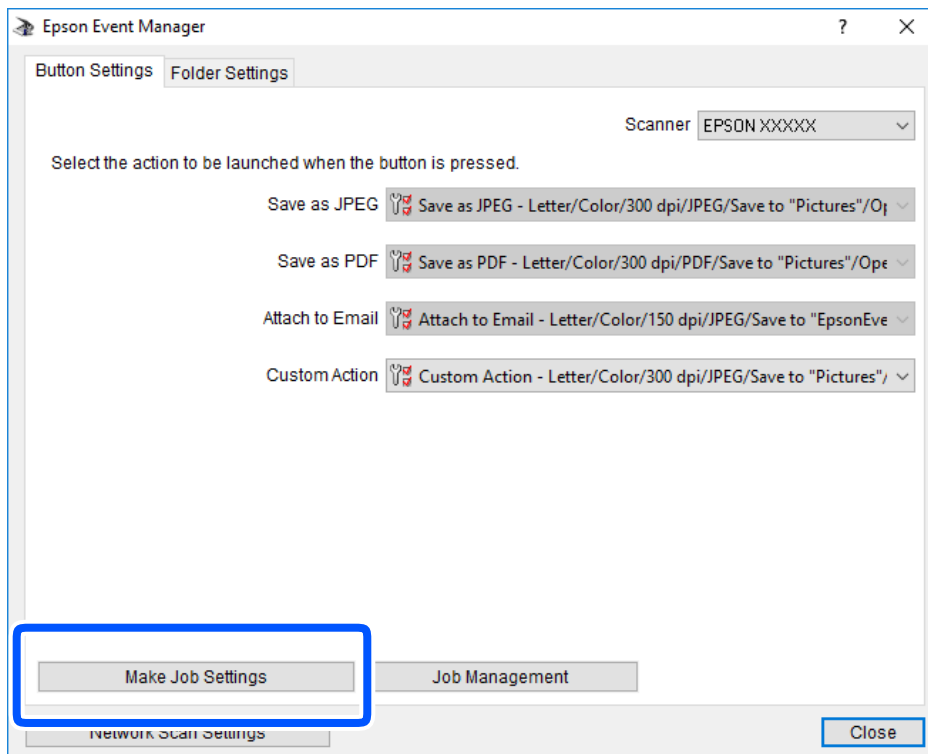 Epson Event Manager
Button Settings
Folder Settings
Scanner EPSON XXXXX
Select the action to be launched when the button is pressed.
Save as JPEG Save as JPEG - Letter/Color/300 dpi/JPEG/Save to "Pictures"/Op
Save as PDF Save as PDF - Letter/Color/300 dpi/PDF/Save to "Pictures"/Ope
Attach to Email Attach to Email - Letter/Color/150 dpi/JPEG/Save to "EpsonEve
Custom Action Custom Action - Letter/Color/300 dpi/JPEG/Save to "Pictures"/
Make Job Settings
Job Management
Network Scan Settings
Close